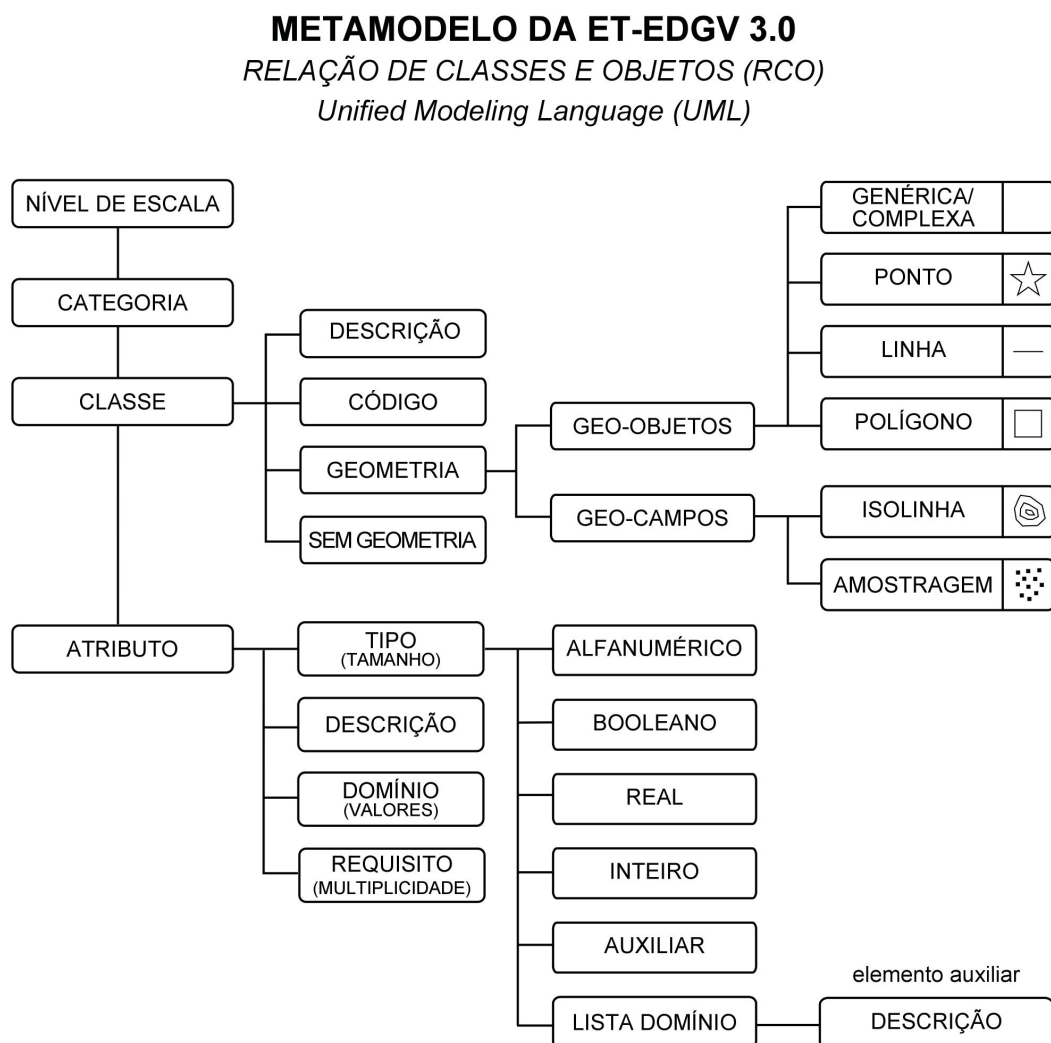 METAMODELO DA ET-EDGV 3.0
RELAÇÃO DE CLASSES E OBJETOS (RCO)
Unified Modeling Language (UML)
NÍVEL DE ESCALA
CATEGORIA
CLASSE
DESCRIÇÃO
CÓDIGO
GEOMETRIA
SEM GEOMETRIA
GEO-OBJETOS
GEO-CAMPOS
GENÉRICA/
COMPLEXA
PONTO
LINHA
POLÍGONO
ISOLINHA
AMOSTRAGEM
ATRIBUTO
TIPO
(TAMANHO)
DESCRIÇÃO
DOMÍNIO
(VALORES)
REQUISITO
(MULTIPLICIDADE)
ALFANUMÉRICO
BOOLEANO
REAL
INTEIRO
AUXILIAR
LISTA DOMÍNIO
elemento auxiliar
DESCRIÇÃO